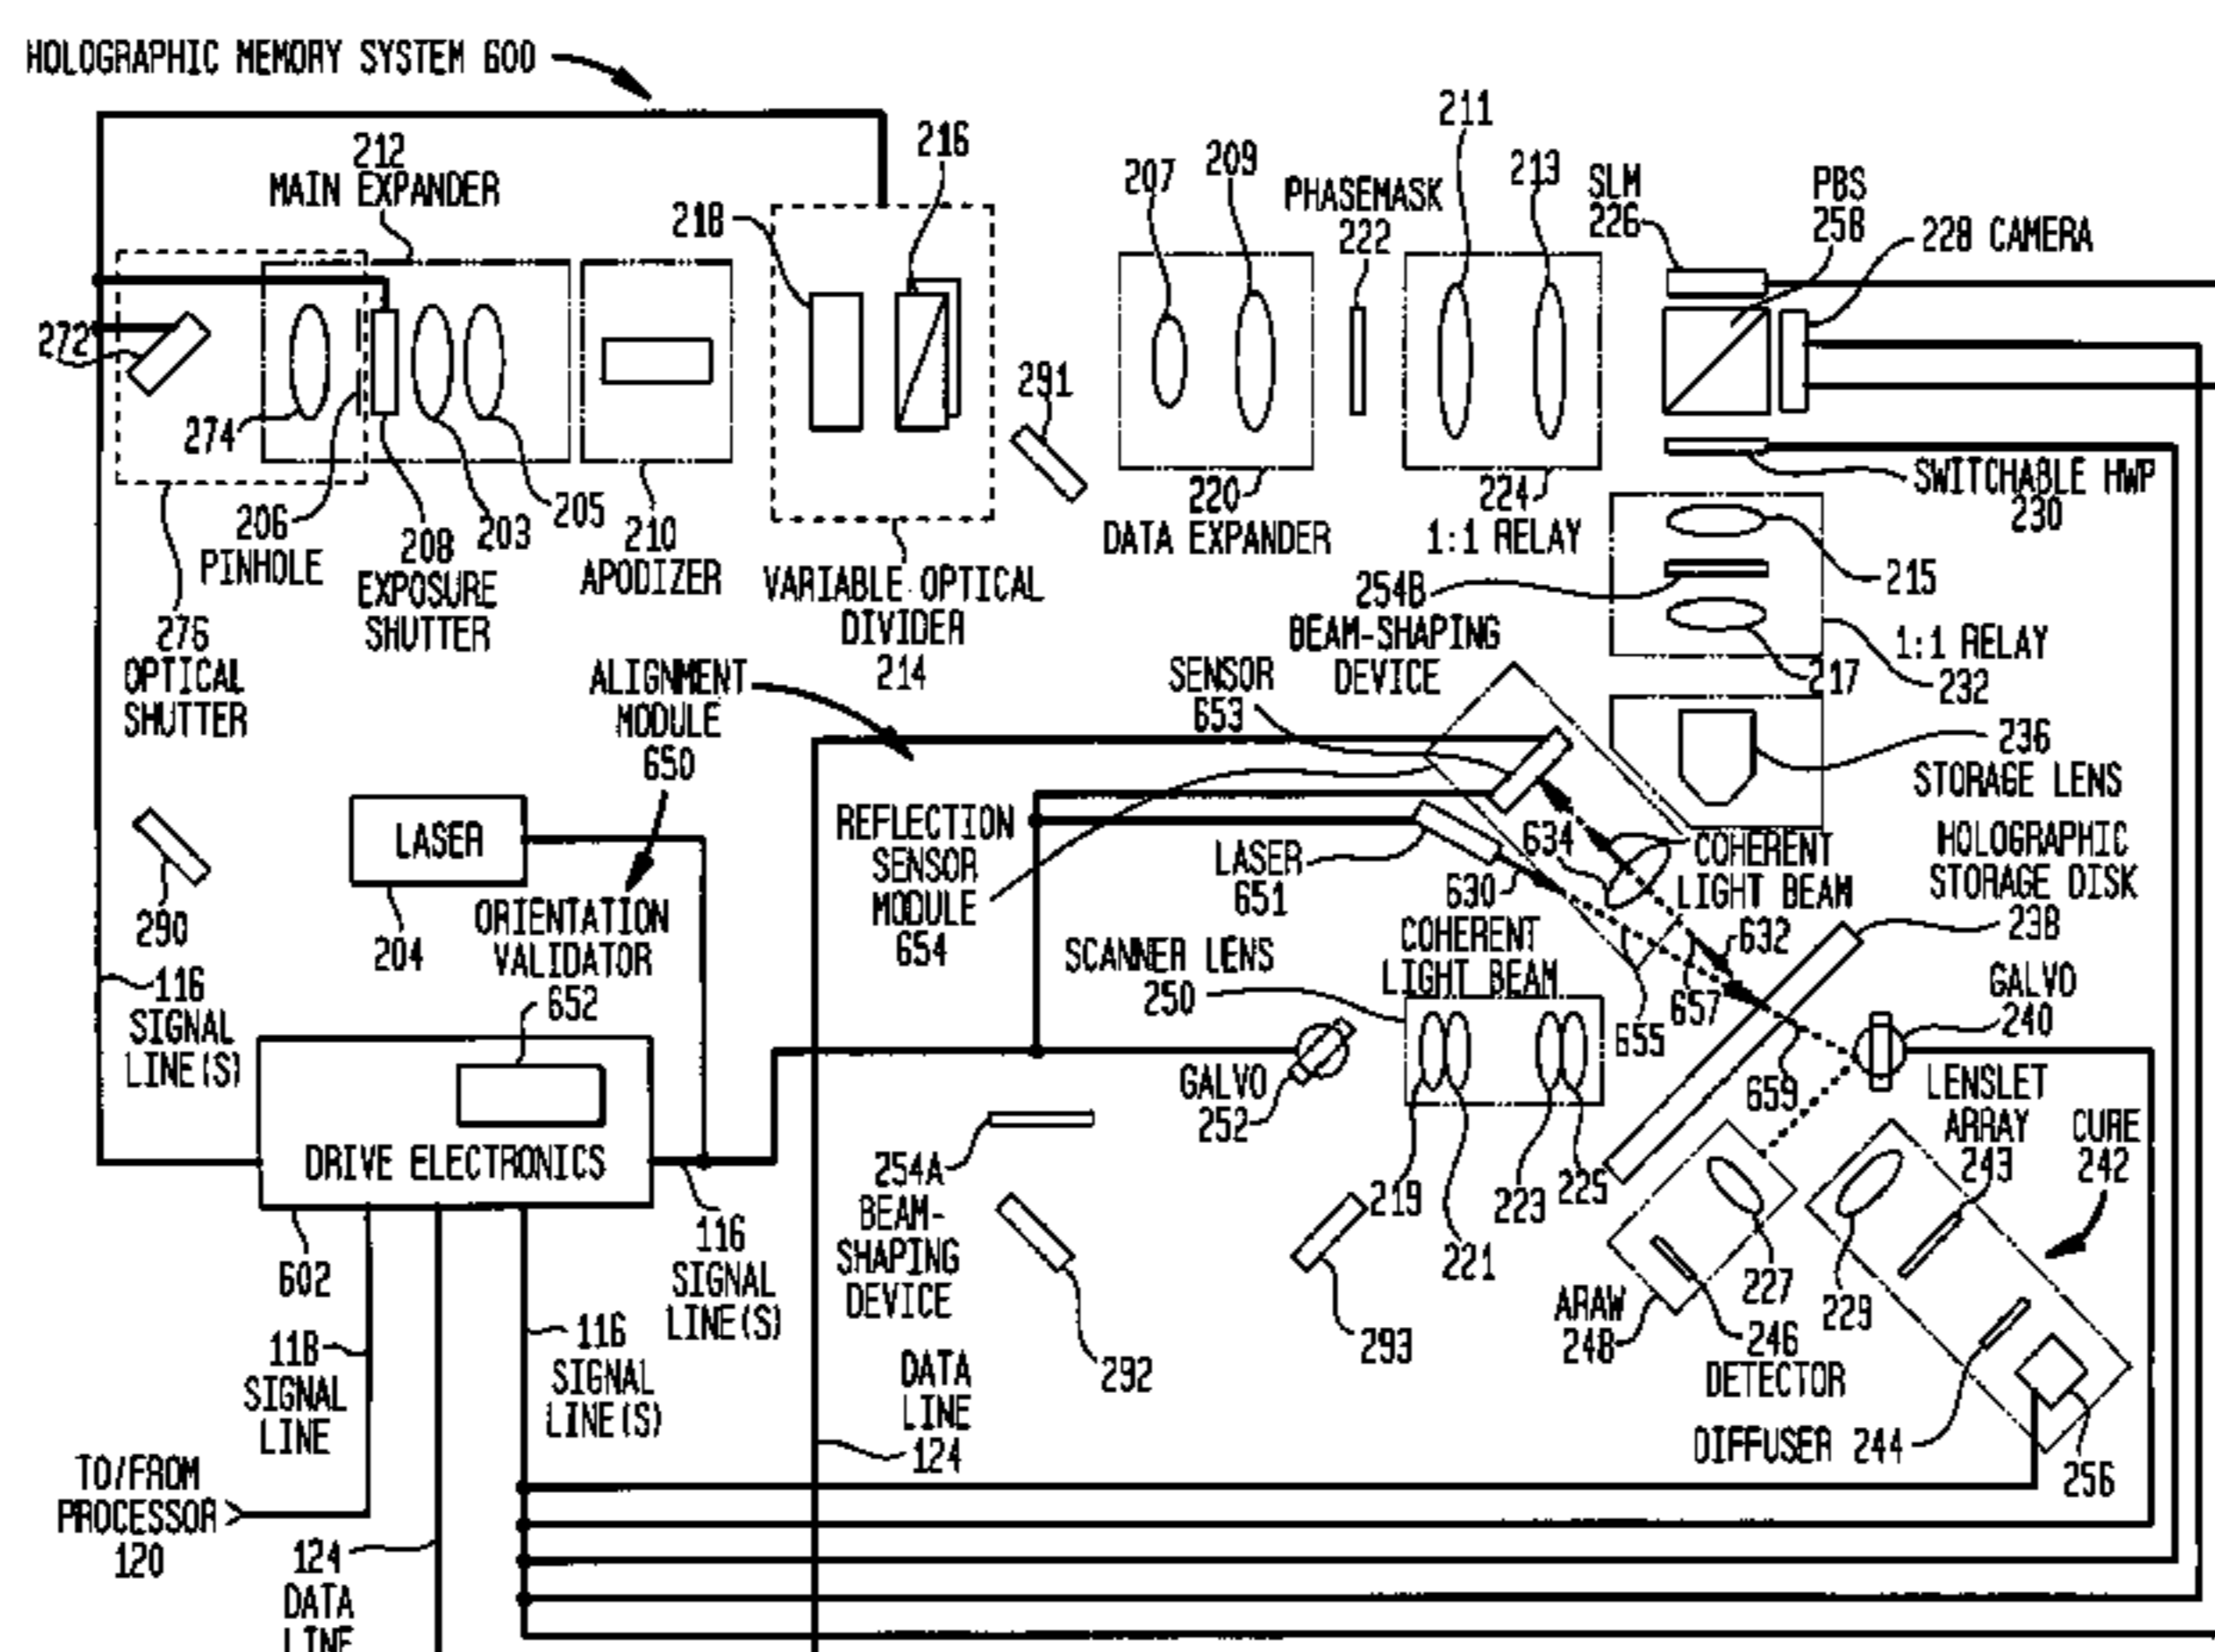 HOLOGRAPHIC MEMORY SYSTEM 600
212
MAIN EXPANDER
218
216
207
209
PHASEMASK
222
211
213
SLM
226
PBS
258
228 CAMERA
272
274
206
PINHOLE
208
EXPOSURE
SHUTTER
203
205
210
APODIZER
276
OPTICAL
SHUTTER
VARIABLE OPTICAL
DIVIDER
214
291
220
DATA EXPANDER
224
1:1 RELAY
SWITCHABLE HWP
230
254B
BEAM-SHAPING
DEVICE
215
1:1 RELAY
217
232
236
STORAGE LENS
ALIGNMENT
MODULE
650
SENSOR
653
REFLECTION
SENSOR
MODULE
654
LASER
651
634
630
COHERENT
LIGHT BEAM
632
COHERENT
LIGHT BEAM
HOLOGRAPHIC
STORAGE DISK
238
290
LASER
204
ORIENTATION
VALIDATOR
652
116
SIGNAL
LINE(S)
DRIVE ELECTRONICS
602
SCANNER LENS
250
655
657
659
GALVO
240
GALVO
252
LENSLET
ARRAY
243
CURE
242
254A
BEAM-
SHAPING
DEVICE
219
221
223
225
227
229
116
SIGNAL
LINE(S)
292
293
ARAW
248
246
DETECTOR
DIFFUSER 244
256
118
SIGNAL
LINE
116
SIGNAL
LINE(S)
DATA
LINE
124
TO/FROM
PROCESSOR
120
124
DATA
LINE